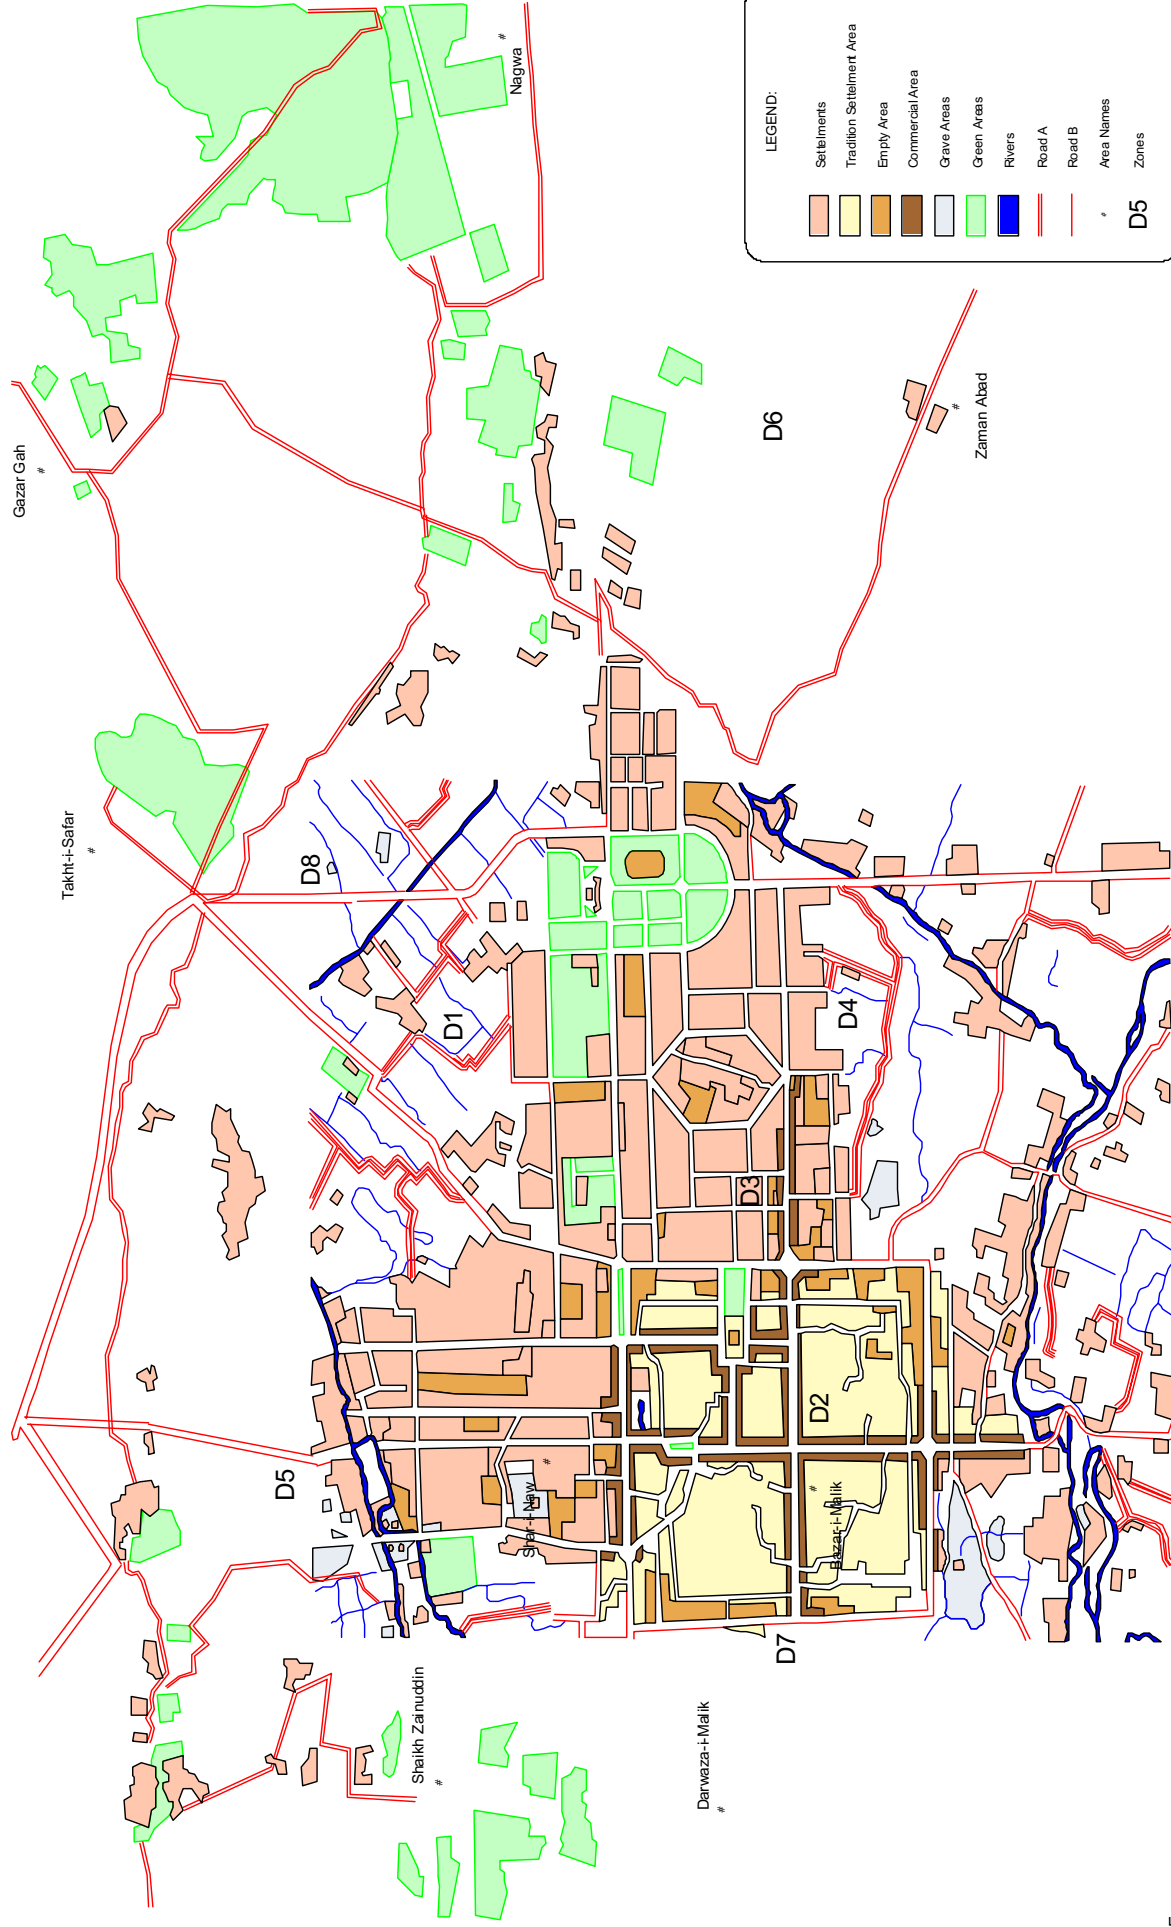 Nagwa
Gazar Gah
Takht-i-Safar
Zaman Abad
D6
D8
D1
D4
D3
D5
D2
Shar-i-Naw
Bazar-i-Malik
D7
Shaikh Zainuddin
Darwaza-i-Malik
LEGEND:
Settelments
Tradition Settelment Area
Empty Area
Commercial Area
Grave Areas
Green Areas
Rivers
Road A
Road B
# Area Names
D5 Zones